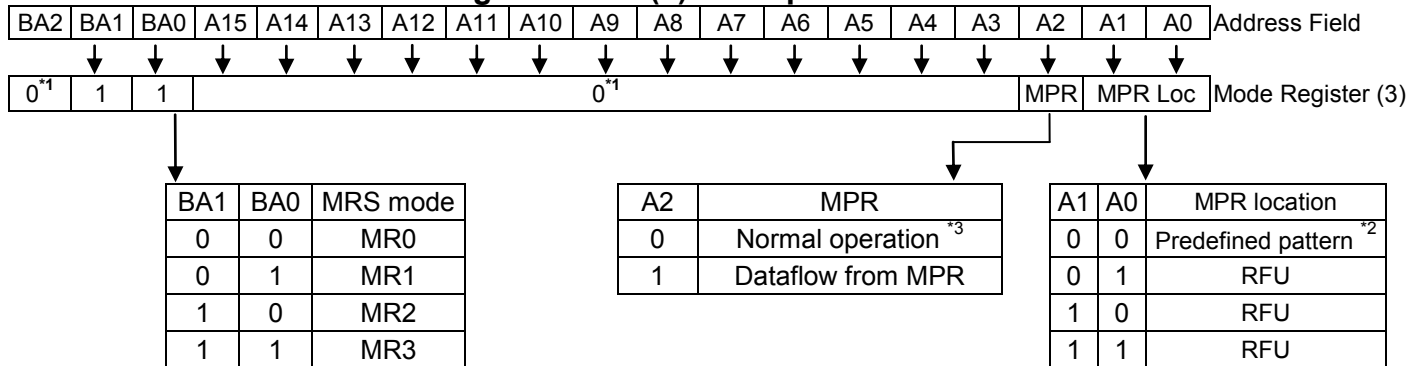 BA2 BA1 BA0 A15 A14 A13 A12 A11 A10 A9 A8 A7 A6 A5 A4 A3 A2 A1 A0 Address Field
0*1 1 1 0*1 MPR MPR Loc Mode Register (3)
BA1 BA0 MRS mode
0 0 MR0
0 1 MR1
1 0 MR2
1 1 MR3
A2 MPR
0 Normal operation *3
1 Dataflow from MPR
A1 A0 MPR location
0 0 Predefined pattern *2
0 1 RFU
1 0 RFU
1 1 RFU